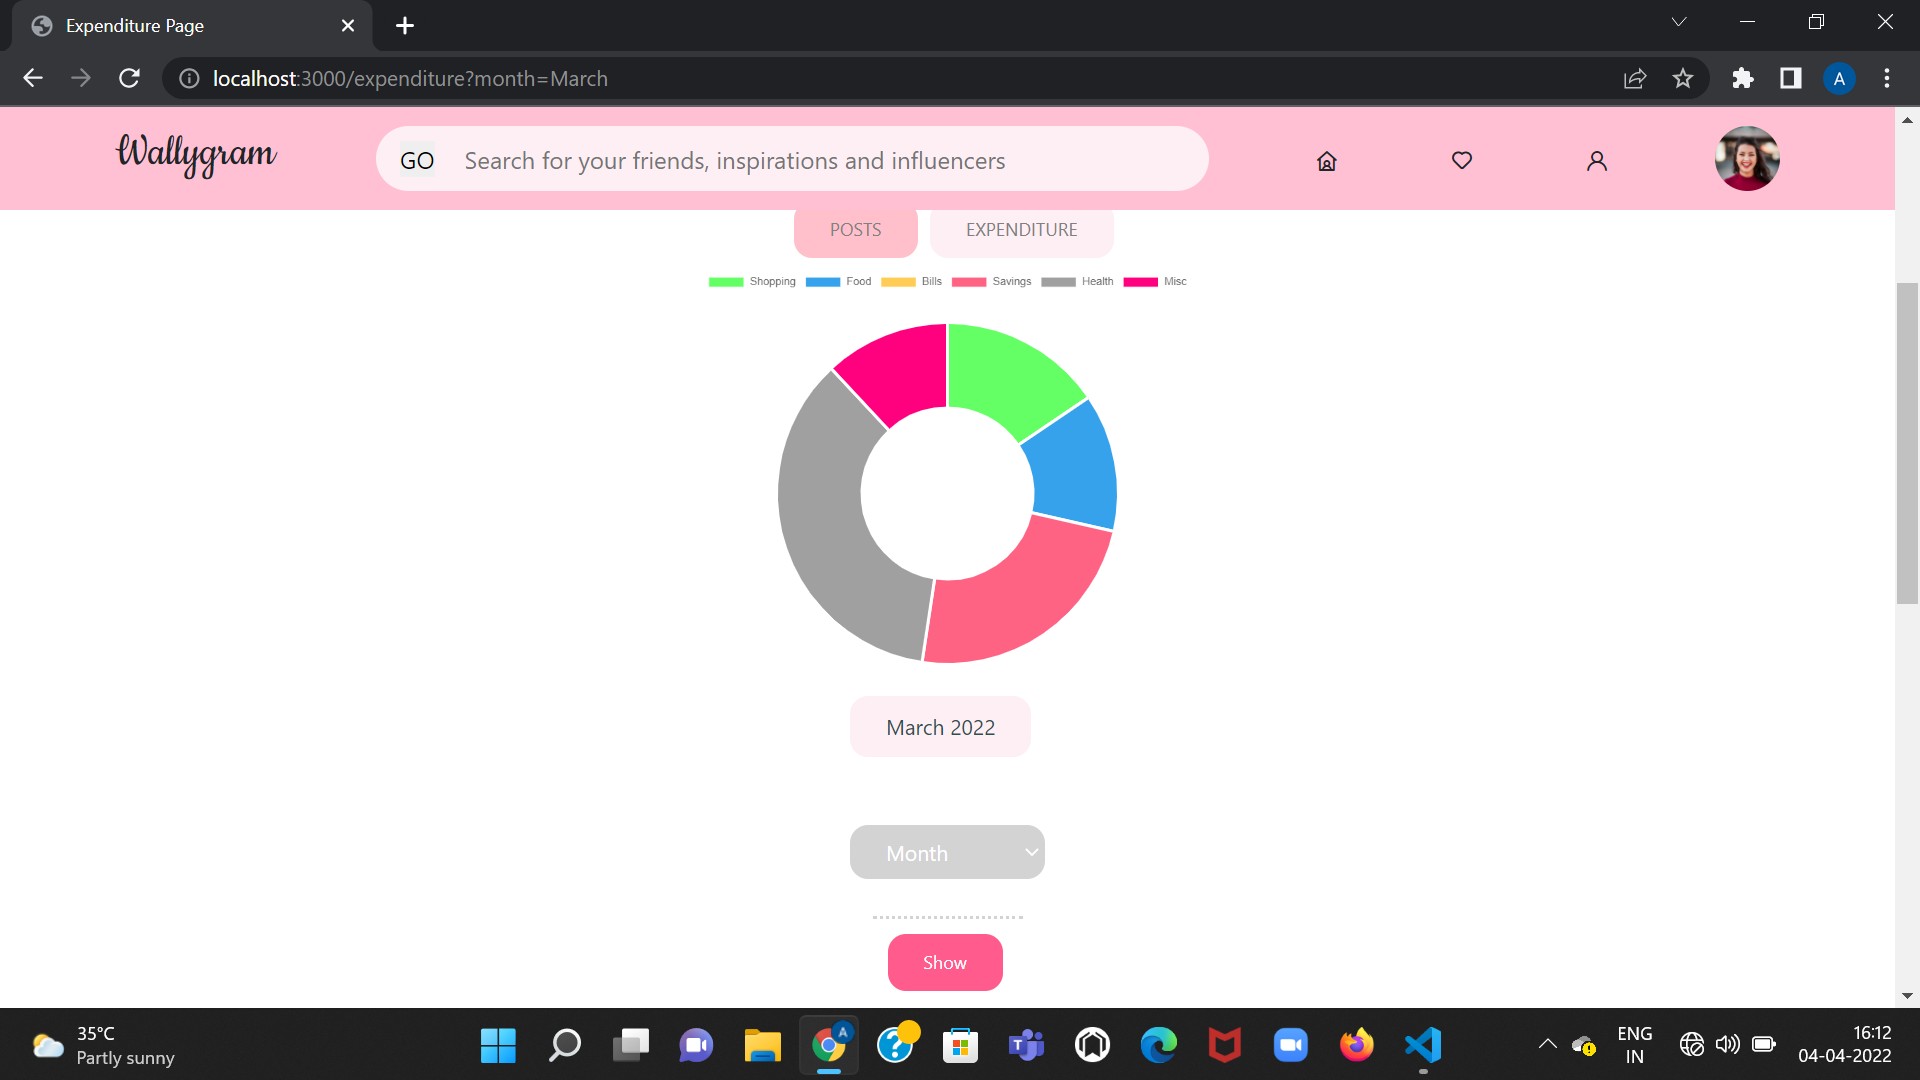 Expenditure Page
localhost:3000/expenditure?month=March
A
Wallygram
GO Search for your friends, inspirations and influencers
POSTS EXPENDITURE
Shopping Food Bills Savings Health Misc
March 2022
Month
Show
35°C
Partly sunny
A
?
T
ENG
IN
16:12
04-04-2022